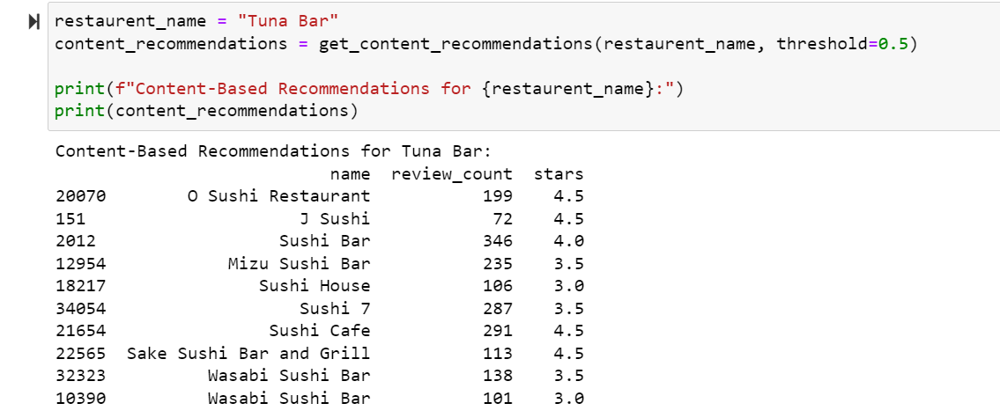 restaurent_name = "Tuna Bar"
content_recommendations = get_content_recommendations(restaurent_name, threshold=0.5)
print(f"Content-Based Recommendations for {restaurent_name}:")
print(content_recommendations)
Content-Based Recommendations for Tuna Bar:
name review_count stars
20070 O Sushi Restaurant 199 4.5
151 J Sushi 72 4.5
2012 Sushi Bar 346 4.0
12954 Mizu Sushi Bar 235 3.5
18217 Sushi House 106 3.0
34054 Sushi 7 287 3.5
21654 Sushi Cafe 291 4.5
22565 Sake Sushi Bar and Grill 113 4.5
32323 Wasabi Sushi Bar 138 3.5
10390 Wasabi Sushi Bar 101 3.0